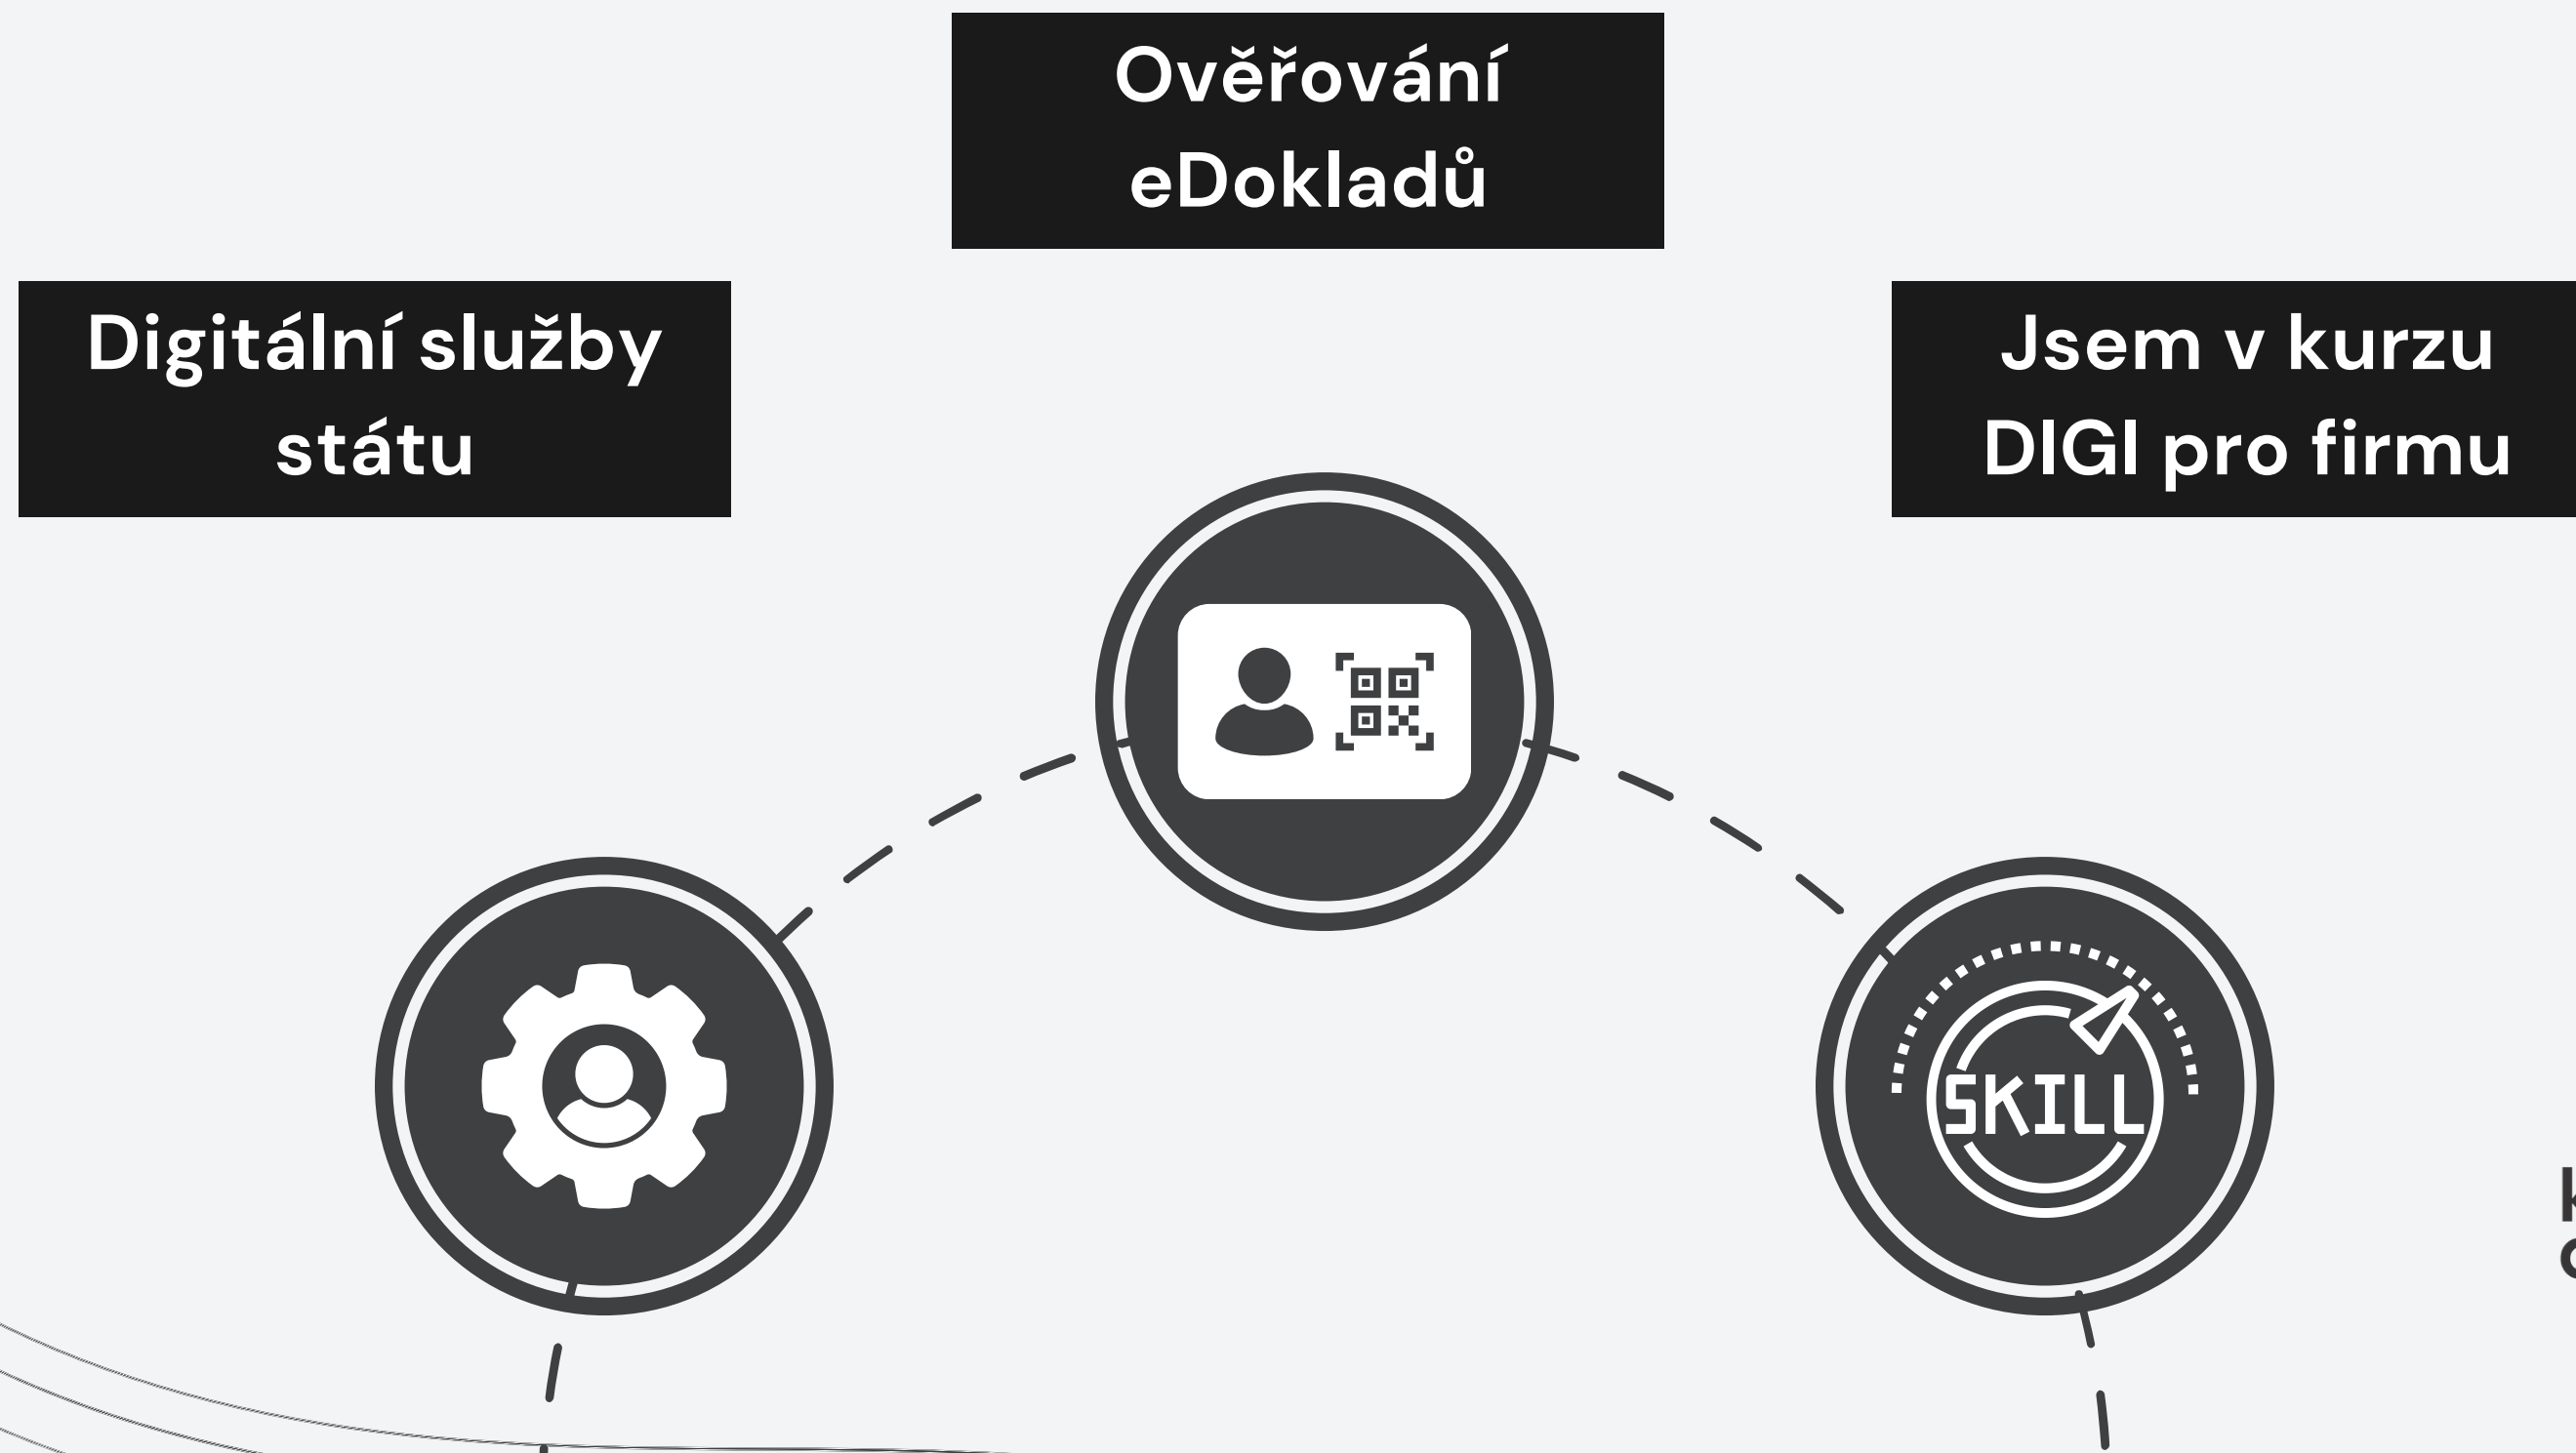 Ověřování
eDokladů
Digitální služby
státu
Jsem v kurzu
DIGI pro firmu
SKILL